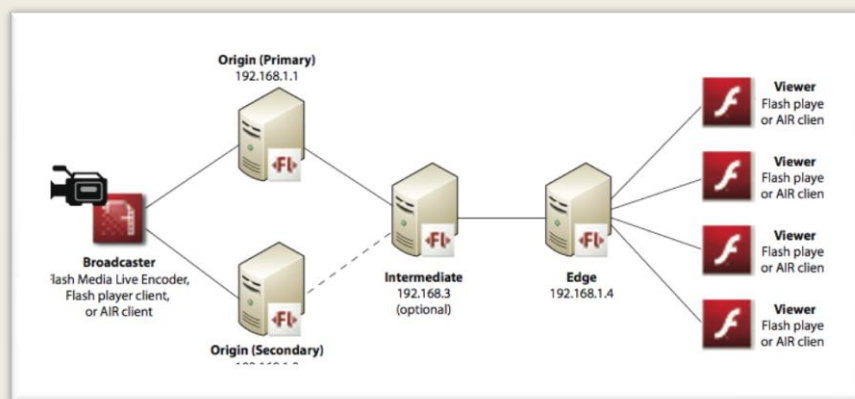 Origin (Primary)
192.168.1.1
Broadcaster
lash Media Live Encoder,
Flash player client,
or AIR client
Origin (Secondary)
Intermediate
192.168.3
(optional)
Edge
192.168.1.4
Viewer
Flash playe
or AIR clien
Viewer
Flash playe
or AIR clien
Viewer
Flash playe
or AIR clien
Viewer
Flash playe
or AIR clien